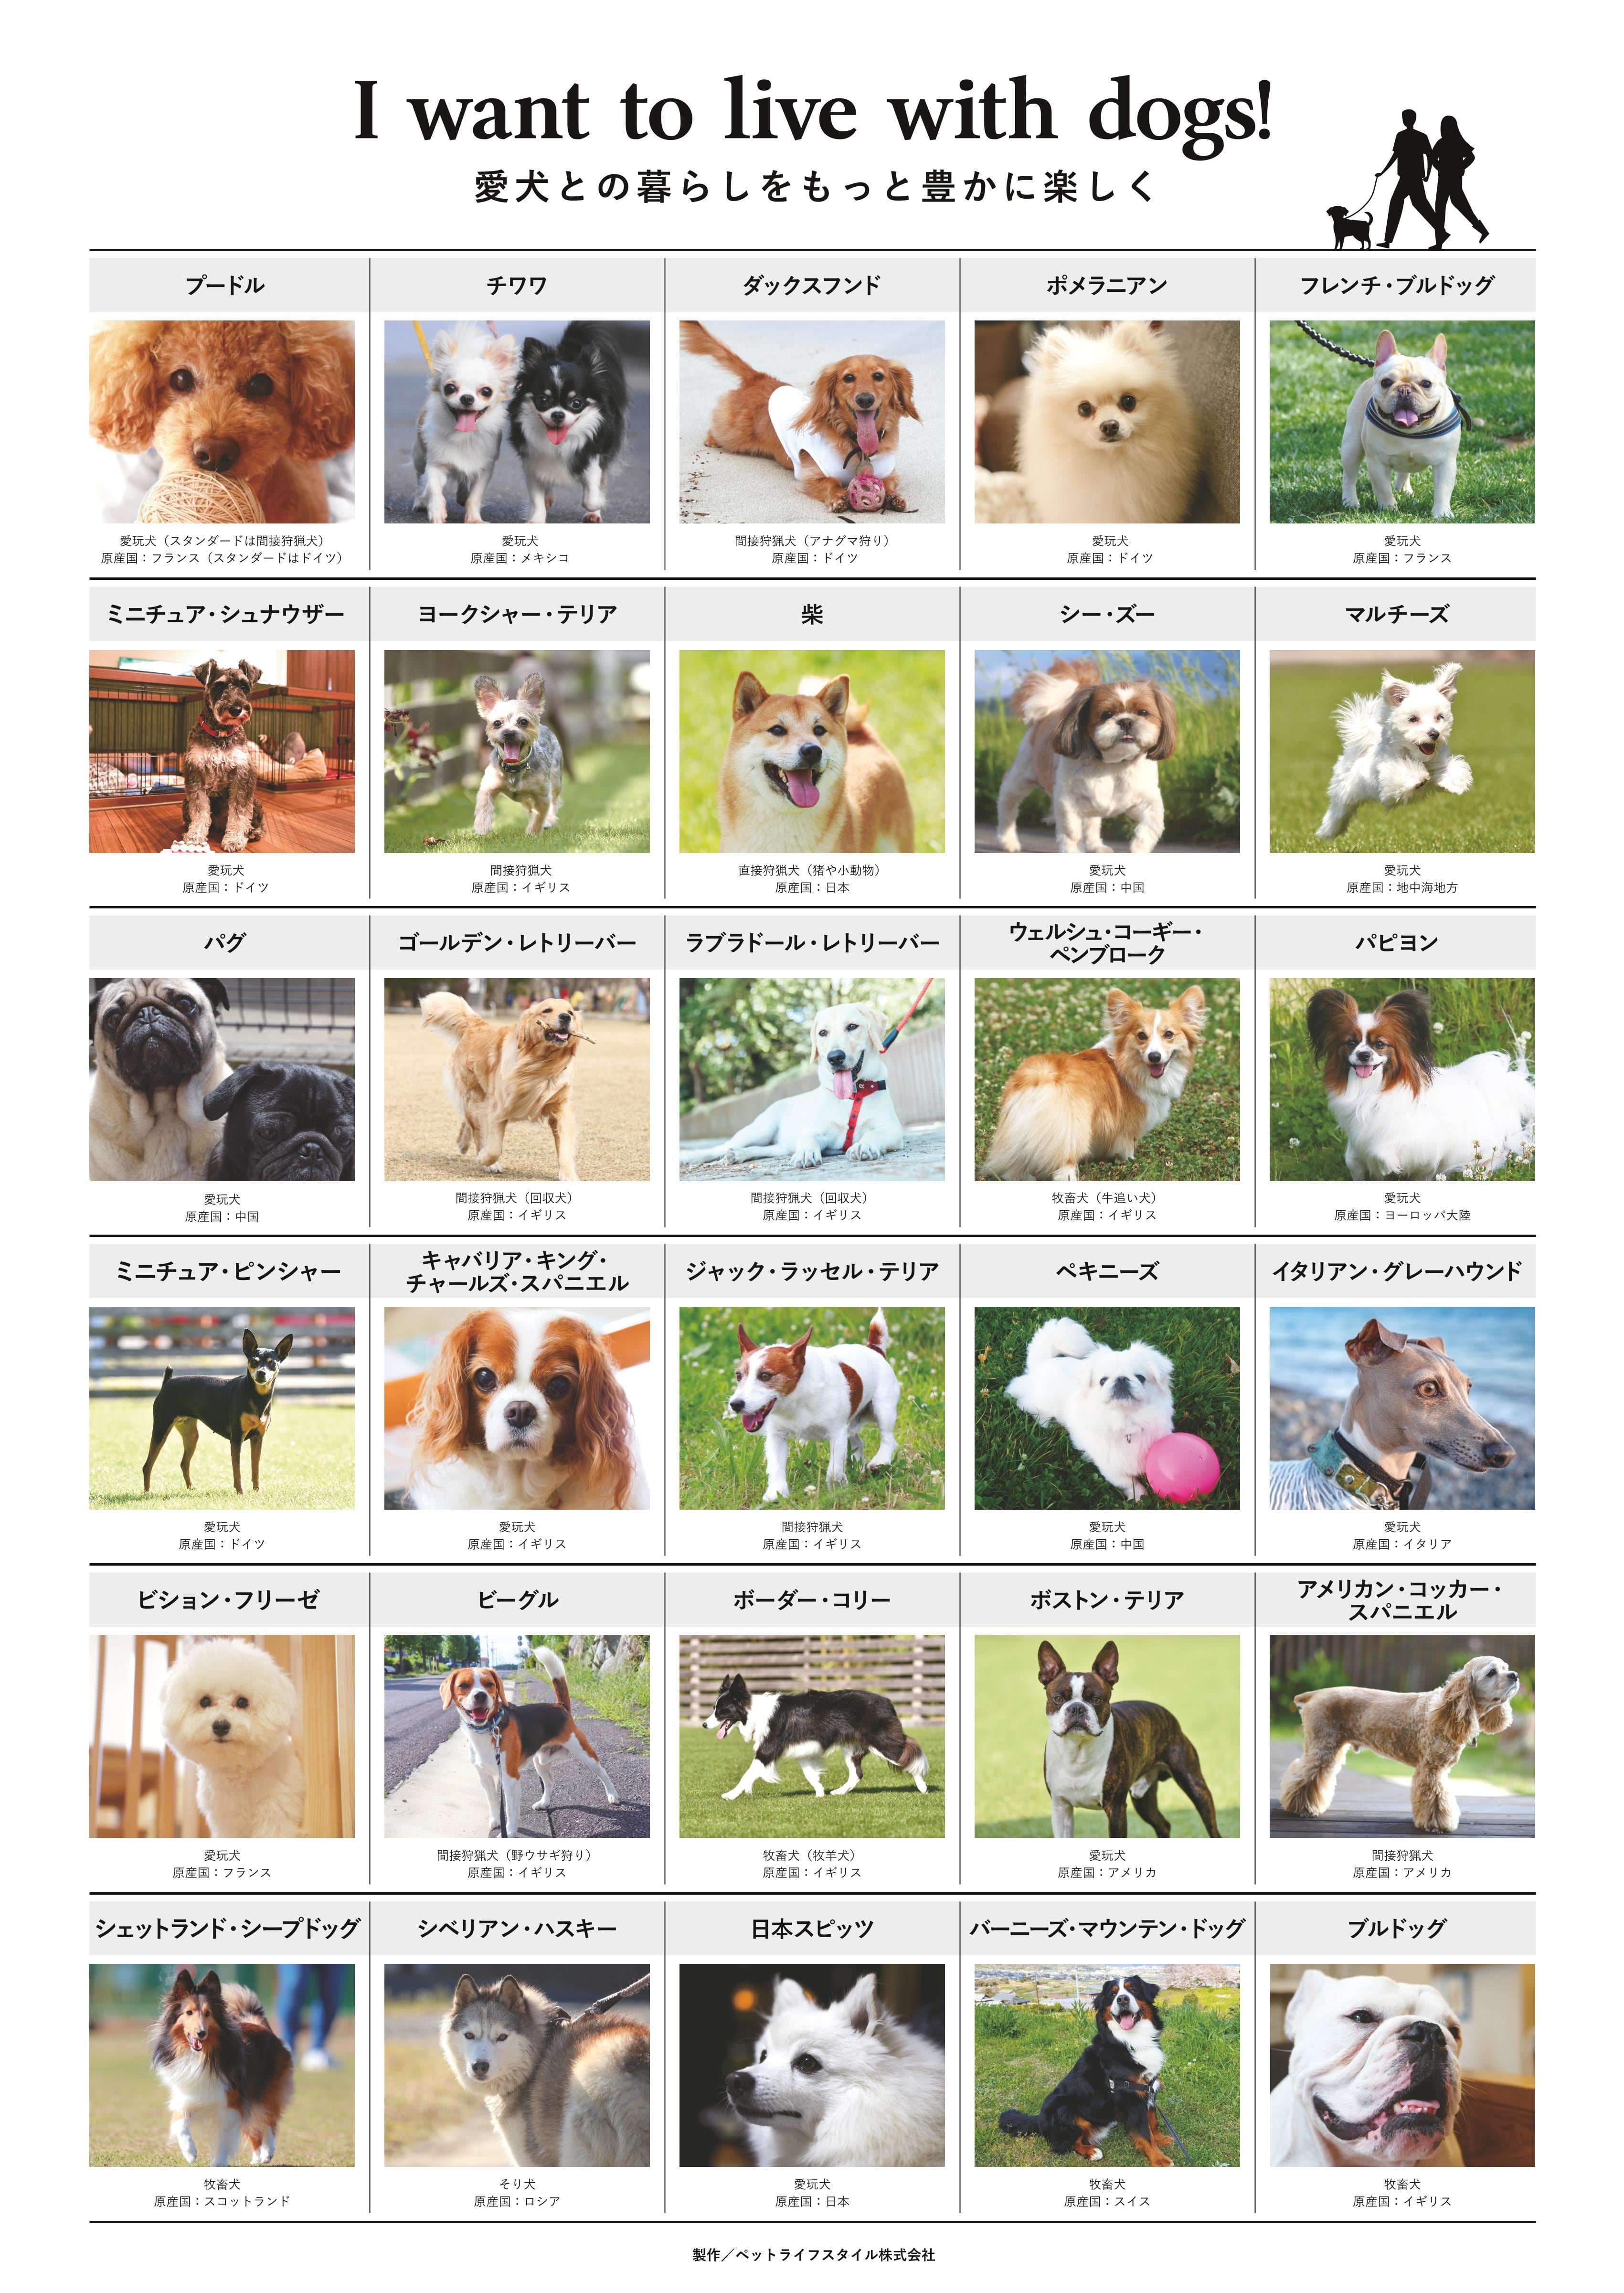 I want to live with dogs!
愛犬との暮らしをもっと豊かに楽しく
プードル
愛玩犬（スタンダードは間接狩猟犬）
原産国：フランス（スタンダードはドイツ）
チワワ
愛玩犬
原産国：メキシコ
ダックスフンド
間接狩猟犬（アナグマ狩り）
原産国：ドイツ
ポメラニアン
愛玩犬
原産国：ドイツ
フレンチ・ブルドッグ
愛玩犬
原産国：フランス
ミニチュア・シュナウザー
愛玩犬
原産国：ドイツ
ヨークシャー・テリア
間接狩猟犬
原産国：イギリス
柴
直接狩猟犬（猪や小動物）
原産国：日本
シー・ズー
愛玩犬
原産国：中国
マルチーズ
愛玩犬
原産国：地中海地方
パグ
愛玩犬
原産国：中国
ゴールデン・レトリーバー
間接狩猟犬（回収犬）
原産国：イギリス
ラブラドール・レトリーバー
間接狩猟犬（回収犬）
原産国：イギリス
ウェルシュ・コーギー・
ペンブローク
牧畜犬（牛追い犬）
原産国：イギリス
パピヨン
愛玩犬
原産国：ヨーロッパ大陸
ミニチュア・ピンシャー
愛玩犬
原産国：ドイツ
キャバリア・キング・
チャールズ・スパニエル
愛玩犬
原産国：イギリス
ジャック・ラッセル・テリア
間接狩猟犬
原産国：イギリス
ペキニーズ
愛玩犬
原産国：中国
イタリアン・グレーハウンド
愛玩犬
原産国：イタリア
ビション・フリーゼ
愛玩犬
原産国：フランス
ビーグル
間接狩猟犬（野ウサギ狩り）
原産国：イギリス
ボーダー・コリー
牧畜犬（牧羊犬）
原産国：イギリス
ボストン・テリア
愛玩犬
原産国：アメリカ
アメリカン・コッカー・
スパニエル
間接狩猟犬
原産国：アメリカ
シェットランド・シープドッグ
牧畜犬
原産国：スコットランド
シベリアン・ハスキー
そり犬
原産国：ロシア
日本スピッツ
愛玩犬
原産国：日本
バーニーズ・マウンテン・ドッグ
牧畜犬
原産国：スイス
ブルドッグ
牧畜犬
原産国：イギリス
製作／ペットライフスタイル株式会社